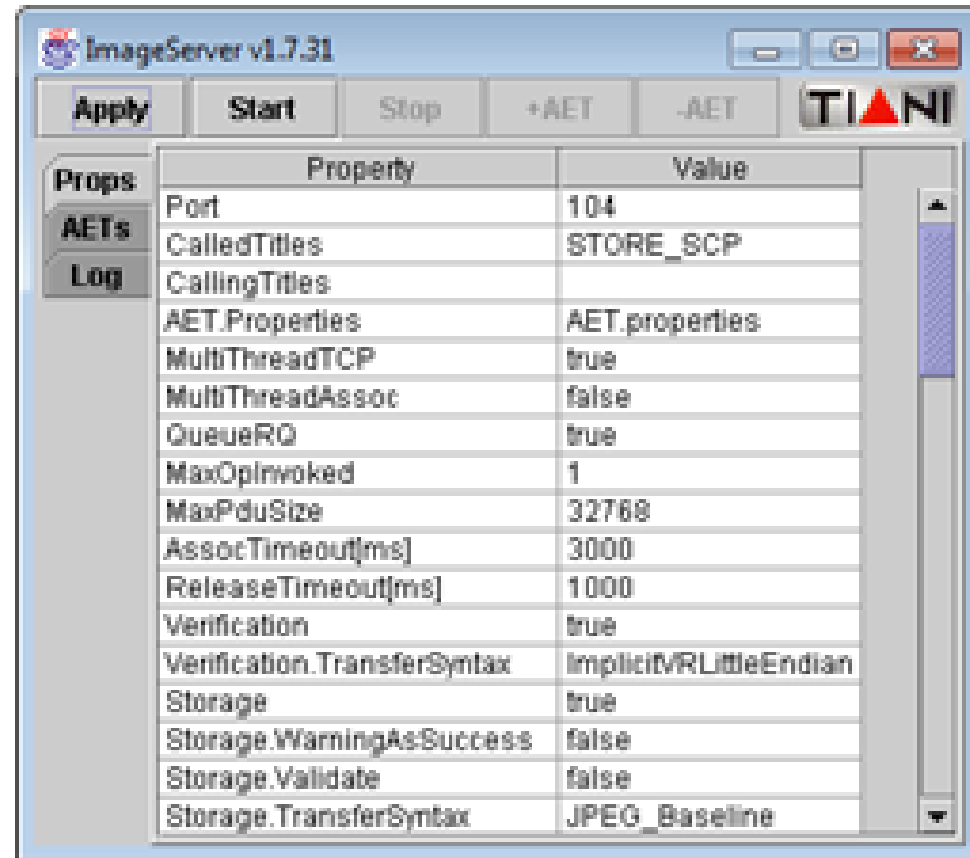 ImageServer v1.7.31
Apply Start Stop +AET -AET TIANI
Props
AETs
Log
Property Value
Port 104
CalledTitles STORE_SCP
CallingTitles
AET.Properties AET.properties
MultiThreadTCP true
MultiThreadAssoc false
QueueRQ true
MaxOpInvoked 1
MaxPduSize 32768
AssocTimeout[ms] 3000
ReleaseTimeout[ms] 1000
Verification true
Verification.TransferSyntax ImplicitVRLittleEndian
Storage true
Storage.WarningAsSuccess false
Storage.Validate false
Storage.TransferSyntax JPEG_Baseline